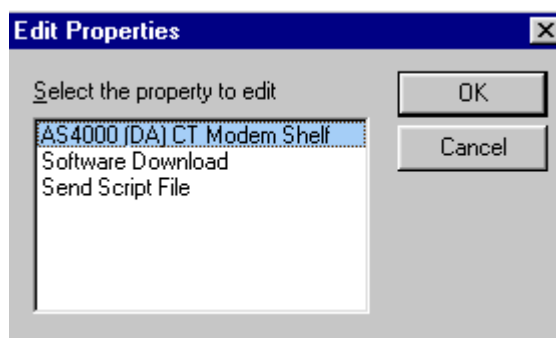 Edit Properties
Select the property to edit
OK
AS4000 (DA) CT Modem Shelf
Cancel
Software Download
Send Script File